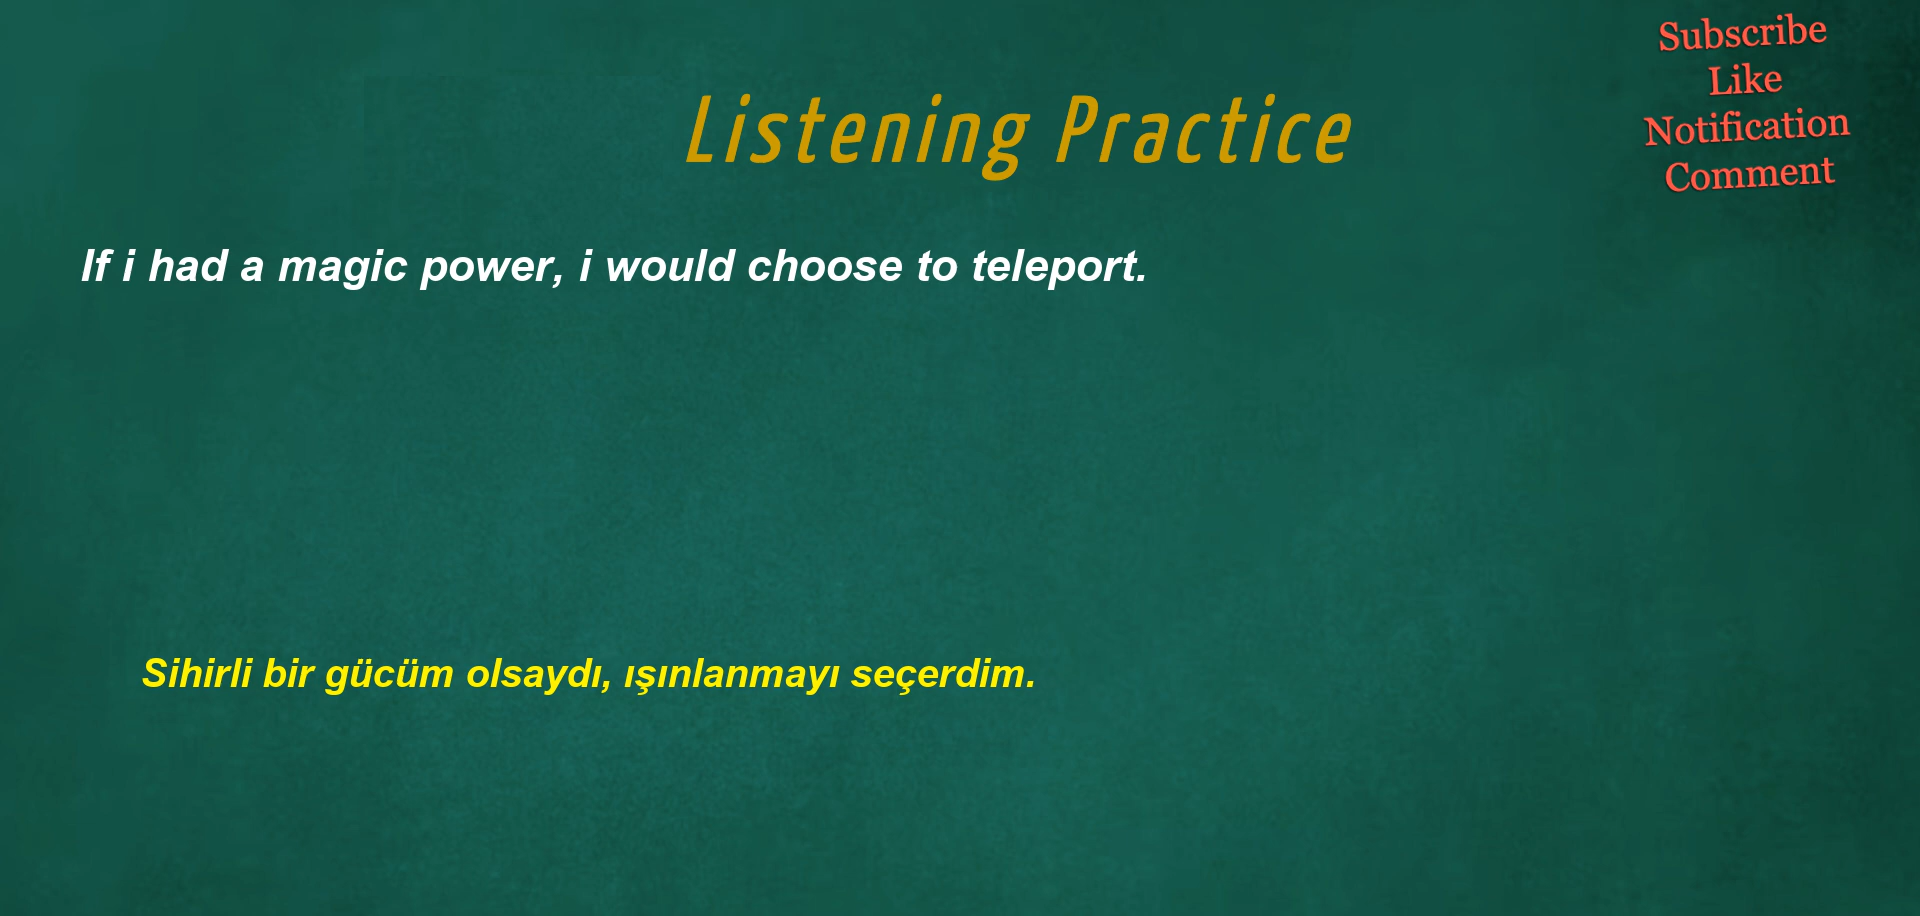 Subscribe
Like
Notification
Comment
Listening Practice
If i had a magic power, i would choose to teleport.
Sihirli bir gücüm olsaydı, ışınlanmayı seçerdim.